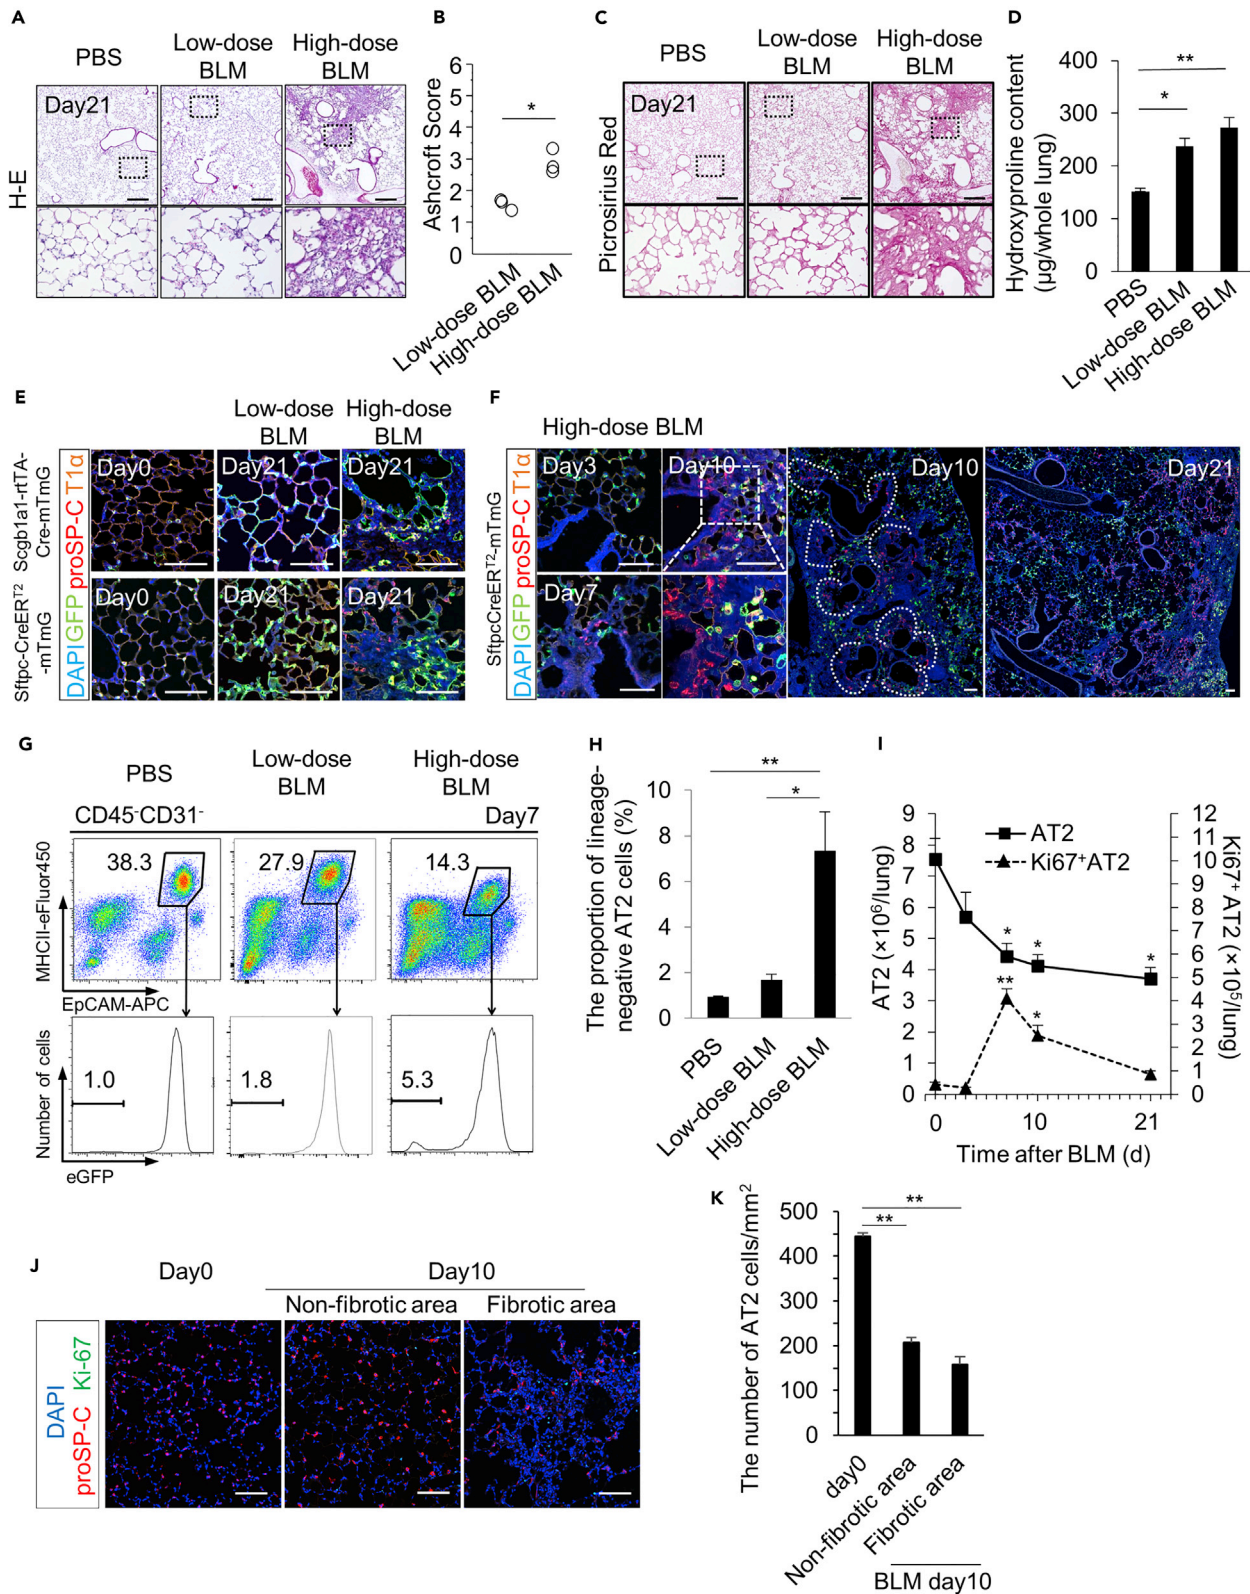 A
PBS
Low-dose
BLM
High-dose
BLM
H-E
Day21
B
Ashcroft Score
6
5
4
3
2
1
0
*
Low-dose BLM
High-dose BLM
C
PBS
Low-dose
BLM
High-dose
BLM
Picrosinius Red
Day21
D
Hydroxyproline content
(µg/whole lung)
400
300
200
100
0
**
*
PBS
Low-dose BLM
High-dose BLM
E
Low-dose
BLM
High-dose
BLM
Scgb1a1-rtTA-
Cre-mTmG
Sftpc-CreERT2
-mTmG
DAPI GFP proSP-C T1α
Day0
Day21
Day21
Day0
Day21
Day21
F
High-dose BLM
SftpcCreERT2-mTmG
DAPI GFP proSP-C T1α
Day3
Day10
Day10
Day21
Day7
G
PBS
Low-dose
BLM
High-dose
BLM
CD45-CD31-
Day7
38.3
27.9
14.3
MHCII-eFluor450
EpCAM-APC
Number of cells
1.0
1.8
5.3
eGFP
H
The proportion of lineage-
negative AT2 cells (%)
10
8
6
4
2
0
**
*
PBS
Low-dose BLM
High-dose BLM
I
AT2 (×10⁶/lung)
9
8
7
6
5
4
3
2
1
0
AT2
Ki67⁺AT2
*
*
*
**
*
12
11
10
9
8
7
6
5
4
3
2
1
0
Ki67⁺ AT2 (×10⁵/lung)
0
10
21
Time after BLM (d)
J
Day0
Day10
Non-fibrotic area
Fibrotic area
DAPI
proSP-C Ki-67
K
The number of AT2 cells/mm²
500
400
300
200
100
0
**
**
day0
Non-fibrotic area
Fibrotic area
BLM day10